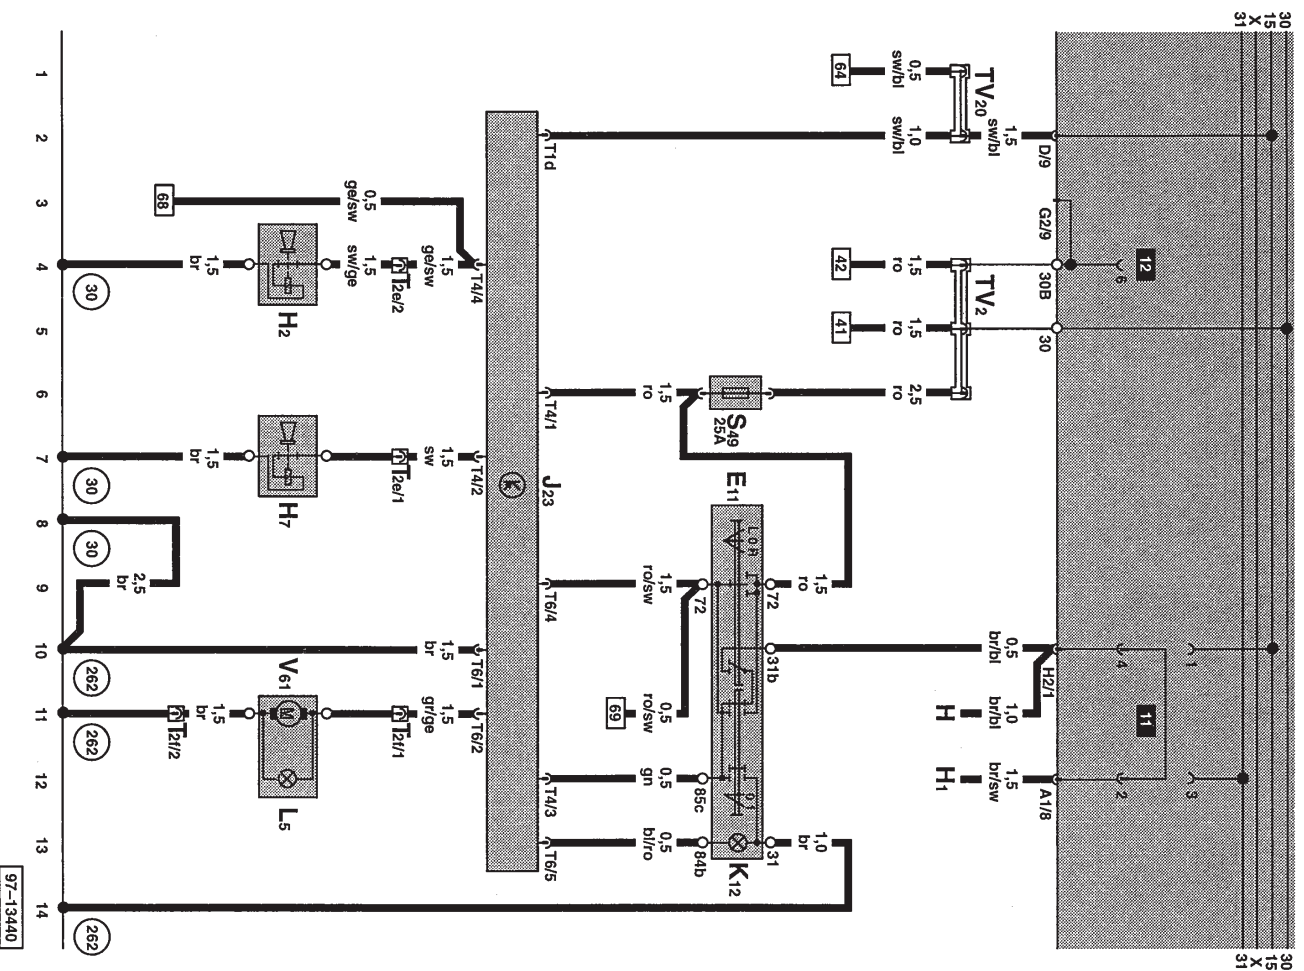 30 30
15 15
X X
31 31
1 3
12 11
6 4 2
D/9 G2/9 30B 30 H2/1 A1/8
1,5 sw/bl
0,5 br/bl
1,0 br/bl
1,5 br/sw
TV20 TV2
H H1
0,5 sw/bl
1,0 sw/bl
1,5 ro
1,5 ro
2,5 ro
64 42 41
1,5 ro
1,0 br
72 31b 31
S49
25A
E11
K12
L O R
0 1
72 85c 84b
1,5 ro
1,5 ro/sw
0,5 ro/sw
0,5 gn
0,5 bl/ro
69
T1d T4/1 T6/4 T4/3 T6/5
J23
K
T4/4 T4/2 T6/1 T6/2
1,5 ge/sw
1,5 sw
1,5 br
1,5 gr/ge
T2e/2 T2e/1 T2f/1
0,5 ge/sw
1,5 sw/ge
H2 H7 V61 L5
M
1,5 br
1,5 br
1,5 br
68
T2f/2
2,5 br
30 30 30 262 262 262
1 2 3 4 5 6 7 8 9 10 11 12 13 14
97–13440